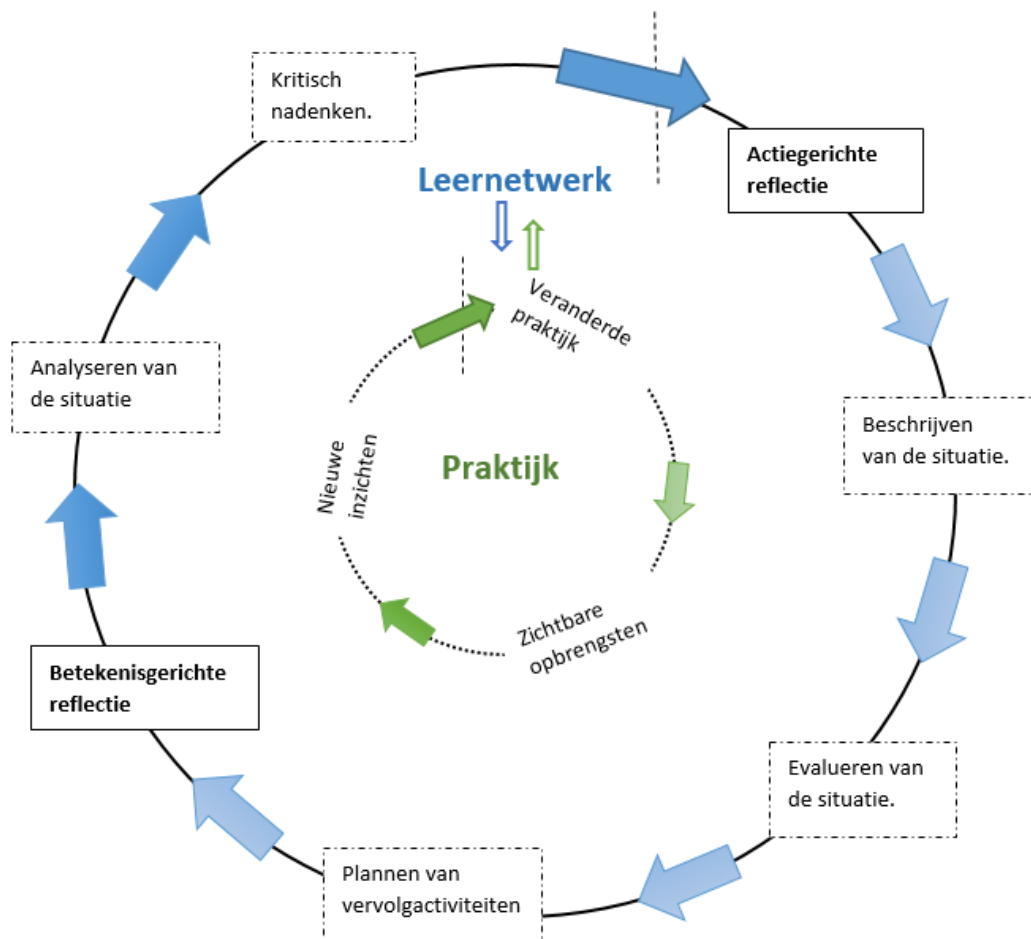 Kritisch
nadenken.
Actiegerichte
reflectie
Leernetwerk
Veranderde
praktijk
Analyseren van
de situatie
Beschrijven
van de situatie.
Nieuwe
inzichten
Praktijk
Zichtbare
opbrengsten
Betekenisgerichte
reflectie
Evalueren van
de situatie.
Plannen van
vervolgactiviteiten